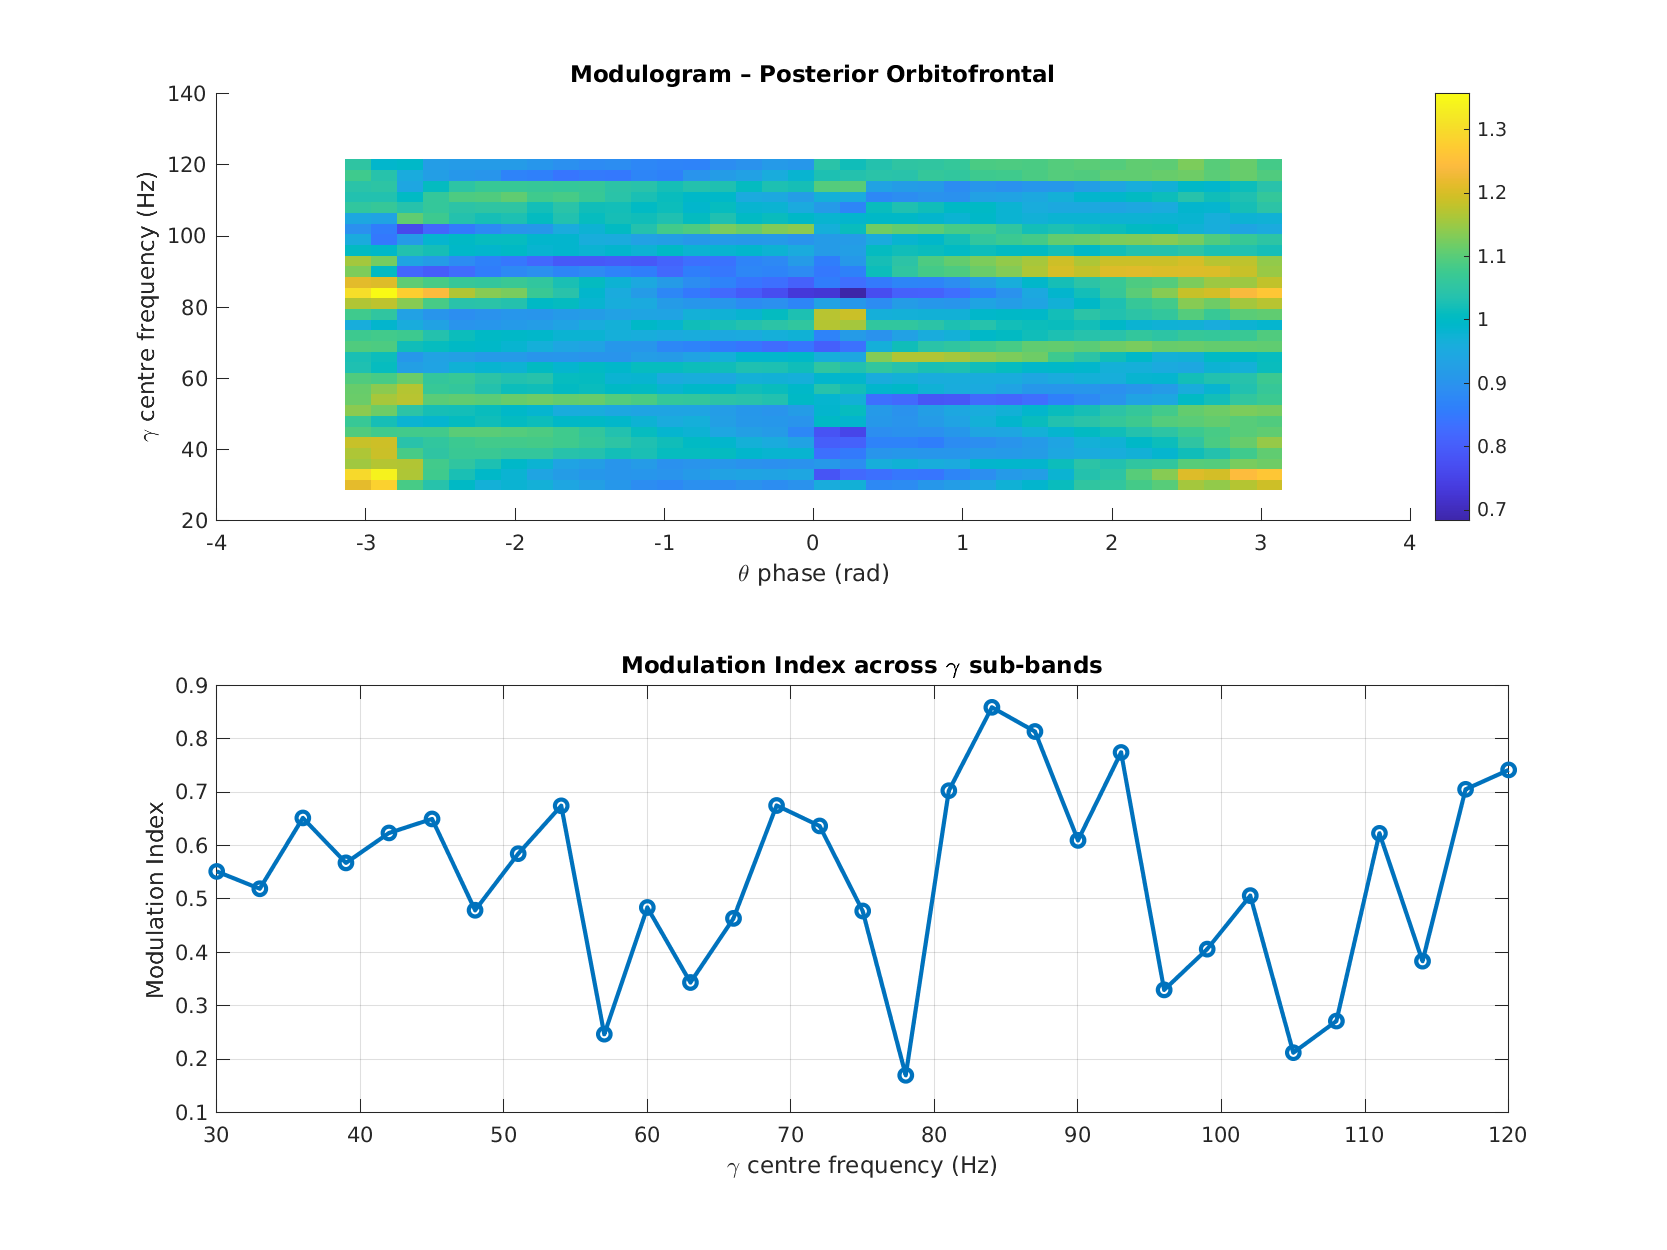 Modulogram – Posterior Orbitofrontal
140
120
100
80
60
40
20
γ centre frequency (Hz)
-4 -3 -2 -1 0 1 2 3 4
θ phase (rad)
1.3
1.2
1.1
1
0.9
0.8
0.7
Modulation Index across γ sub-bands
0.9
0.8
0.7
0.6
0.5
0.4
0.3
0.2
0.1
Modulation Index
30 40 50 60 70 80 90 100 110 120
γ centre frequency (Hz)